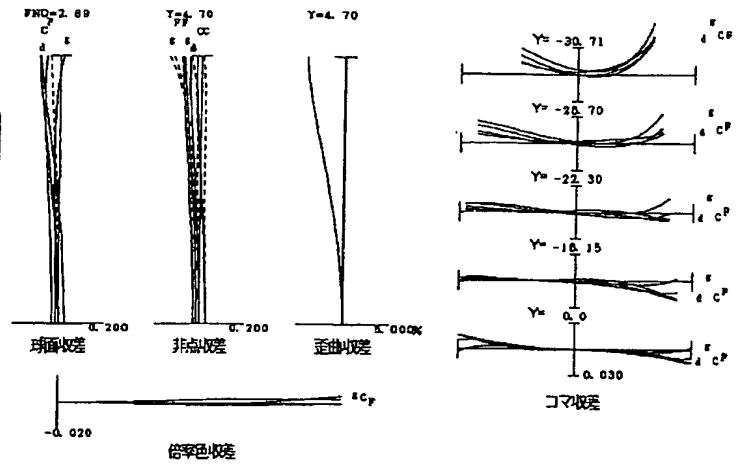 FNO=2.89
C F
d g
0.200
球面収差
Y=4.70
FF CC
g g
d
0.200
非点収差
Y=4.70
5.000%
歪曲収差
g C F
-0.020
倍率色収差
Y= -30.71
g
d C F
Y= -26.70
g
d C F
Y= -22.30
g
d C F
Y= -16.15
g
d C F
Y= 0.0
g
d C F
0.030
コマ収差